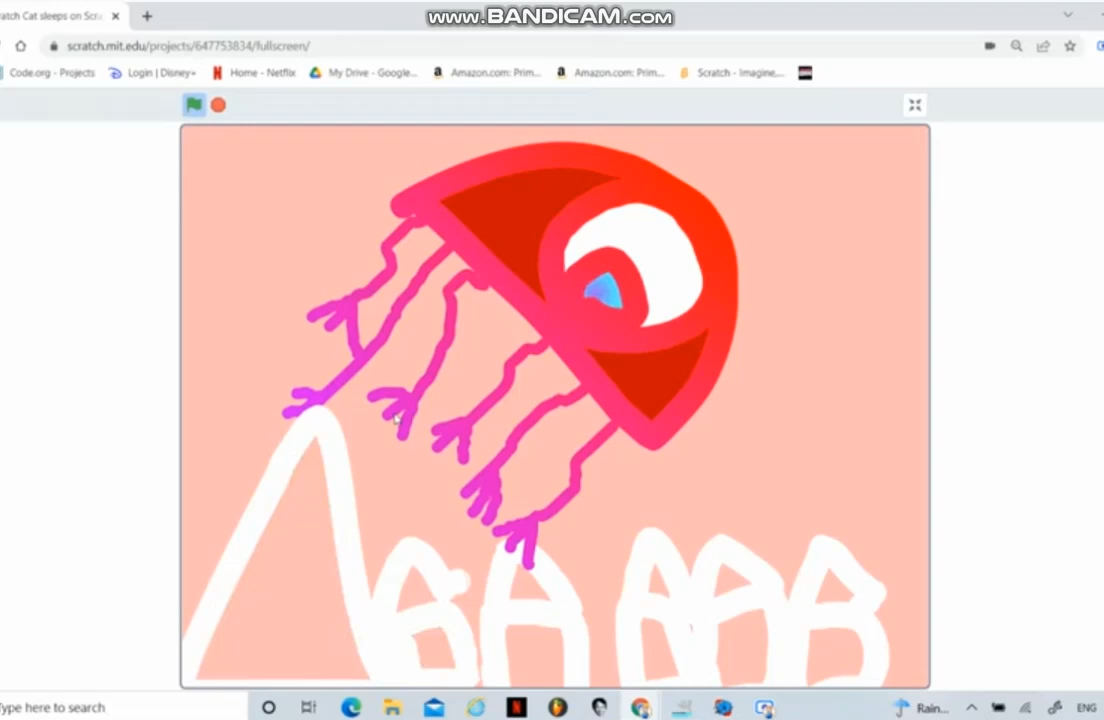 www.BANDICAM.com
atch Cat sleeps on Scra
scratch.mit.edu/projects/647753834/fullscreen/
Code.org - Projects
Login | Disney+
Home - Netflix
My Drive - Google...
Amazon.com: Prim...
Amazon.com: Prim...
Scratch - Imagine,...
ype here to search
Rain...
ENG